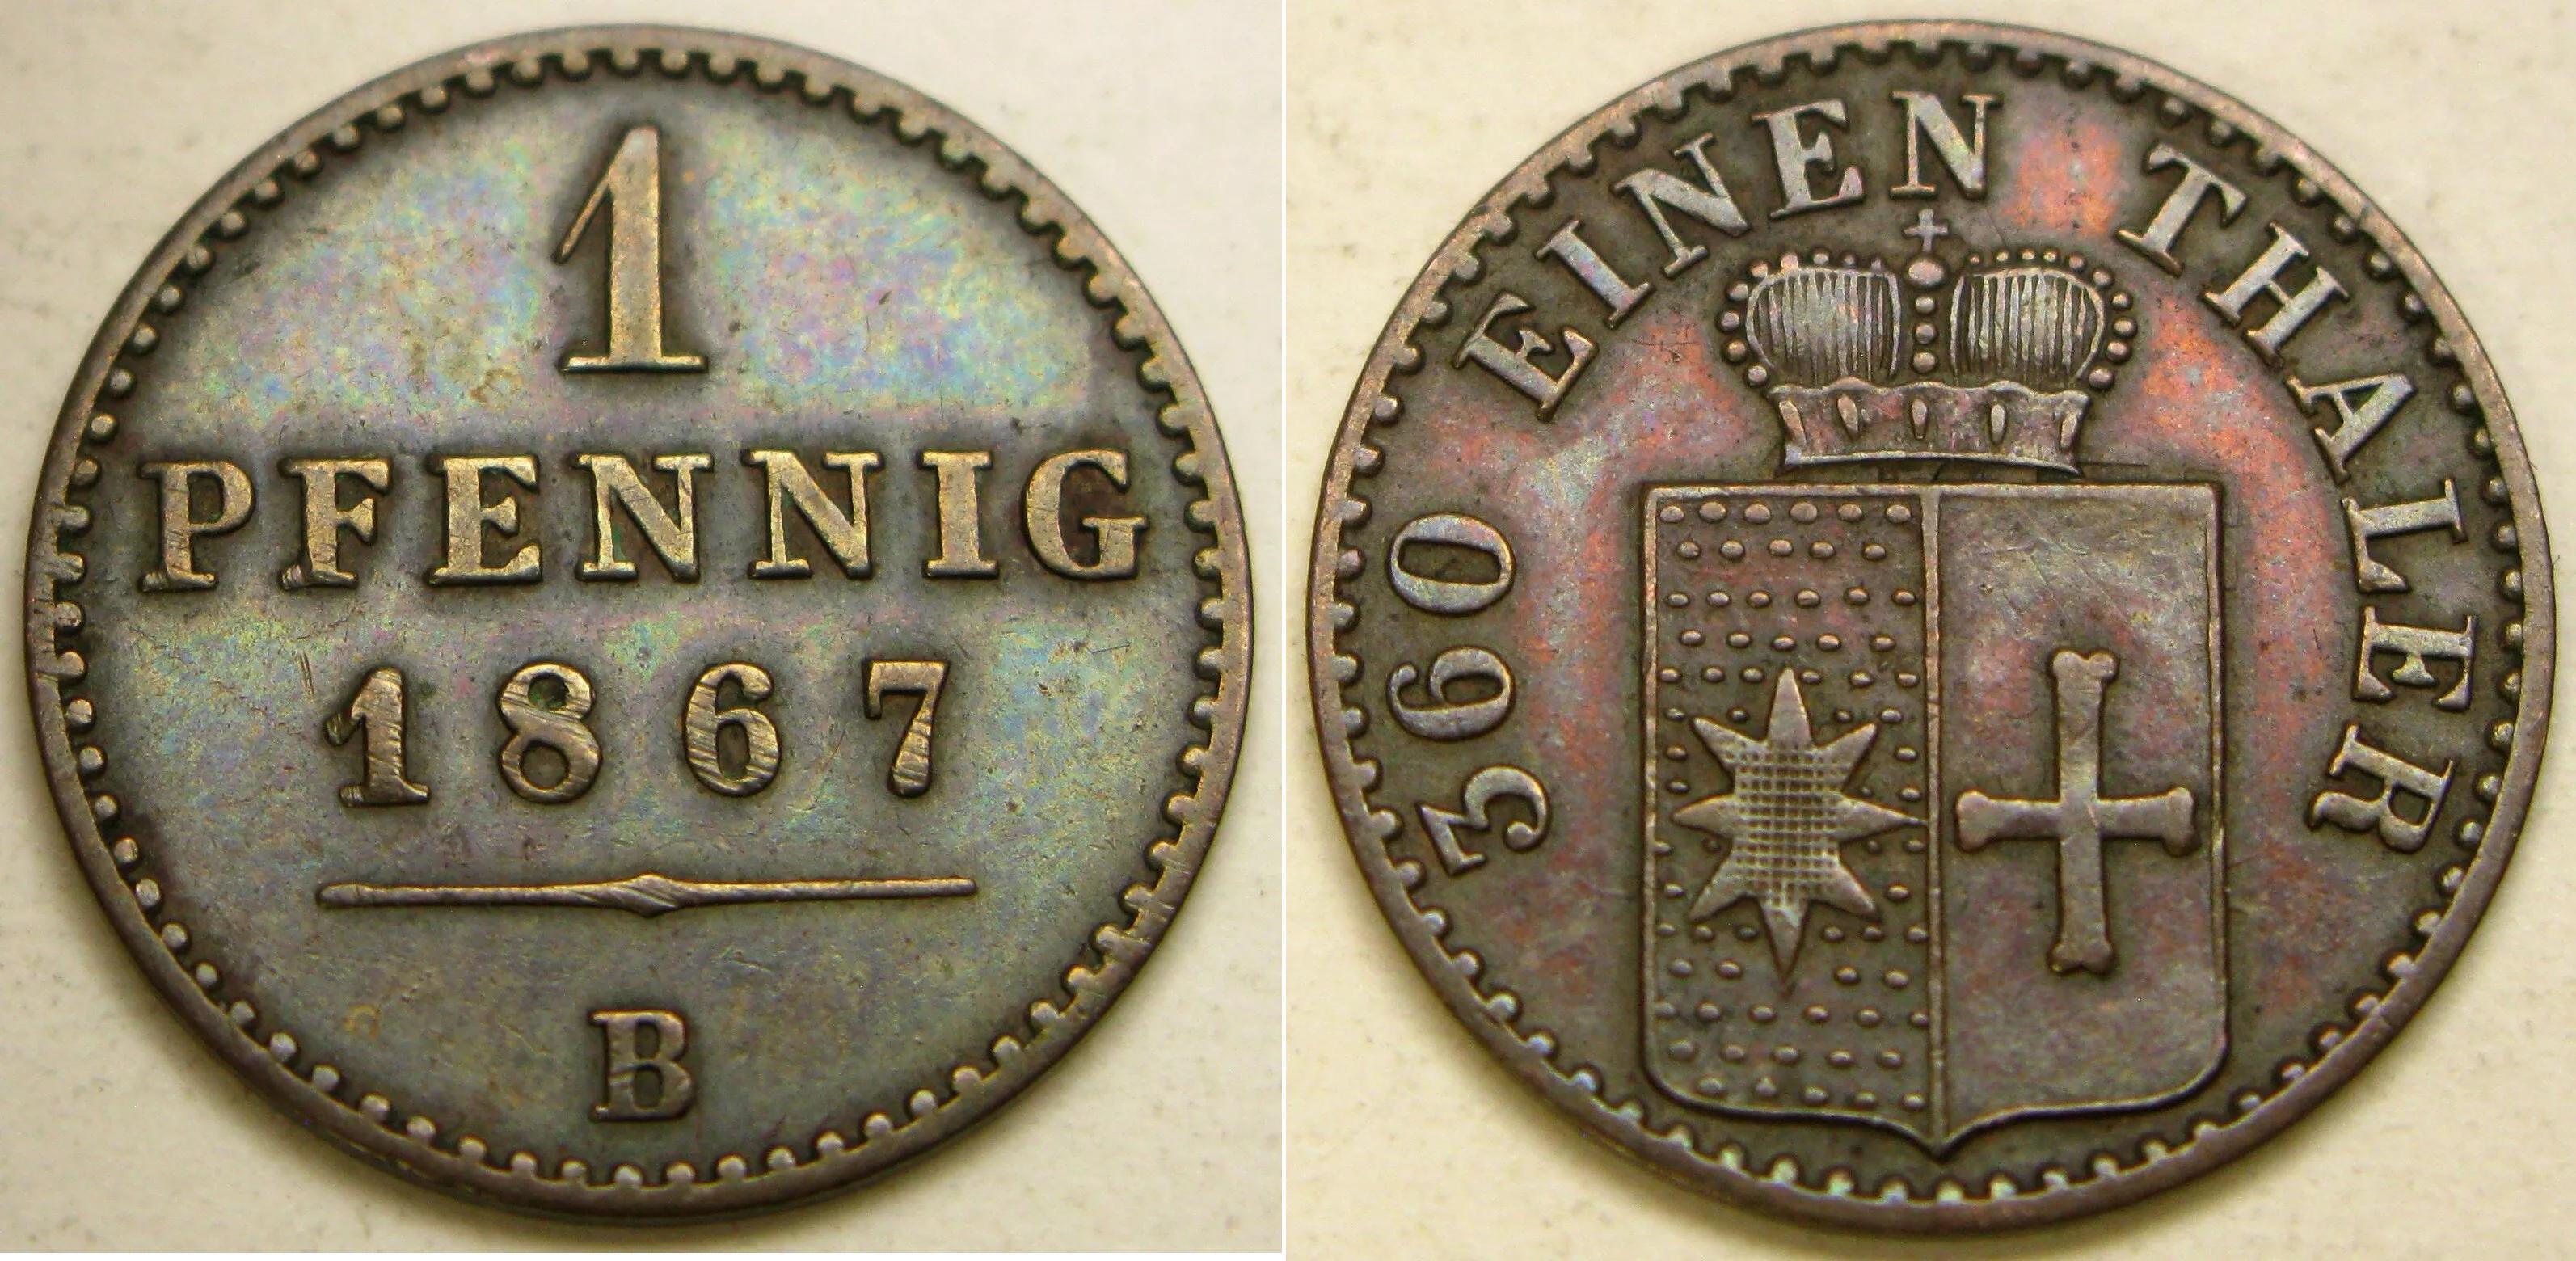 1
PFENNIG
1867
B
360 EINEN THALER